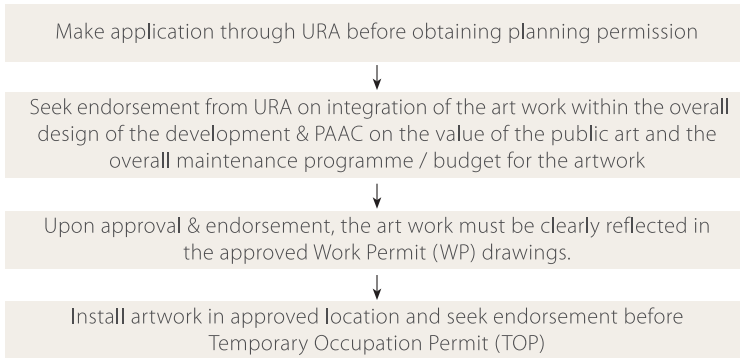 Make application through URA before obtaining planning permission
Seek endorsement from URA on integration of the art work within the overall
design of the development & PAAC on the value of the public art and the
overall maintenance programme / budget for the artwork
Upon approval & endorsement, the art work must be clearly reflected in
the approved Work Permit (WP) drawings.
Install artwork in approved location and seek endorsement before
Temporary Occupation Permit (TOP)